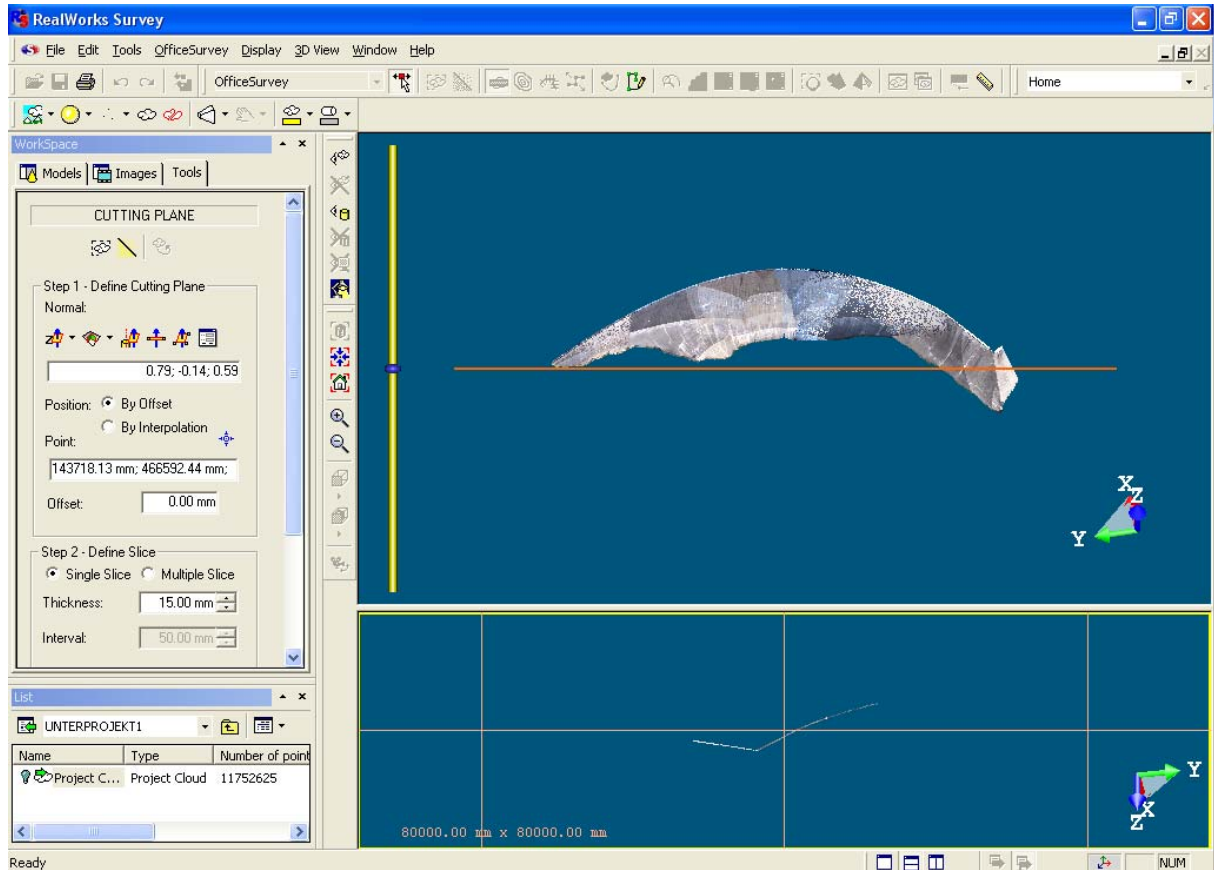 RealWorks Survey
File Edit Tools OfficeSurvey Display 3D View Window Help
OfficeSurvey Home
WorkSpace
Models Images Tools
CUTTING PLANE
Step 1 - Define Cutting Plane
Normal:
0.79; -0.14; 0.59
Position: By Offset
By Interpolation
Point:
143718.13 mm; 466592.44 mm;
Offset: 0.00 mm
Step 2 - Define Slice
Single Slice Multiple Slice
Thickness: 15.00 mm
Interval: 50.00 mm
X
Z
Y
List
UNTERPROJEKT1
Name Type Number of point
Project C... Project Cloud 11752625
80000.00 mm x 80000.00 mm
Y
X
Z
Ready NUM